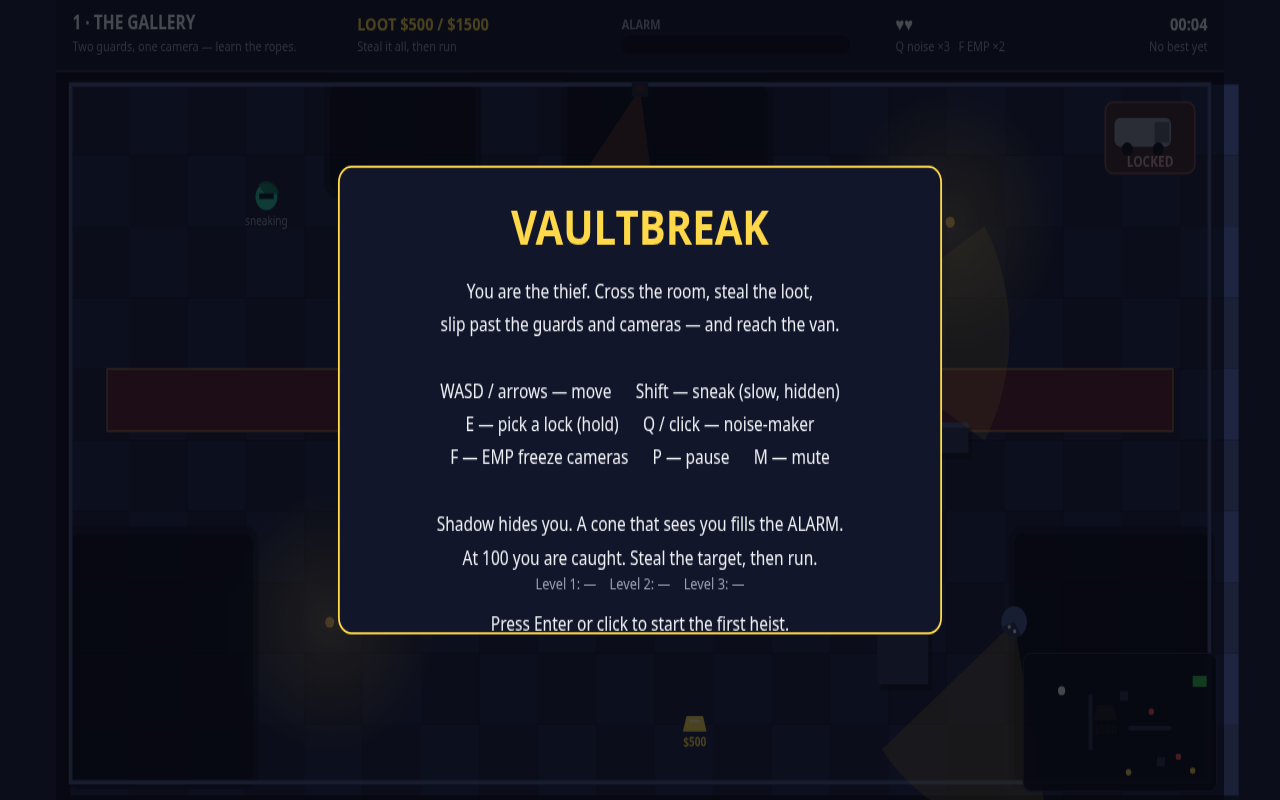 1 · THE GALLERY
Two guards, one camera — learn the ropes.
LOOT $500 / $1500
Steal it all, then run
ALARM
♥♥
Q noise ×3 F EMP ×2
00:04
No best yet
LOCKED
sneaking
VAULTBREAK
You are the thief. Cross the room, steal the loot,
slip past the guards and cameras — and reach the van.
WASD / arrows — move Shift — sneak (slow, hidden)
E — pick a lock (hold) Q / click — noise-maker
F — EMP freeze cameras P — pause M — mute
Shadow hides you. A cone that sees you fills the ALARM.
At 100 you are caught. Steal the target, then run.
Level 1: — Level 2: — Level 3: —
Press Enter or click to start the first heist.
$500